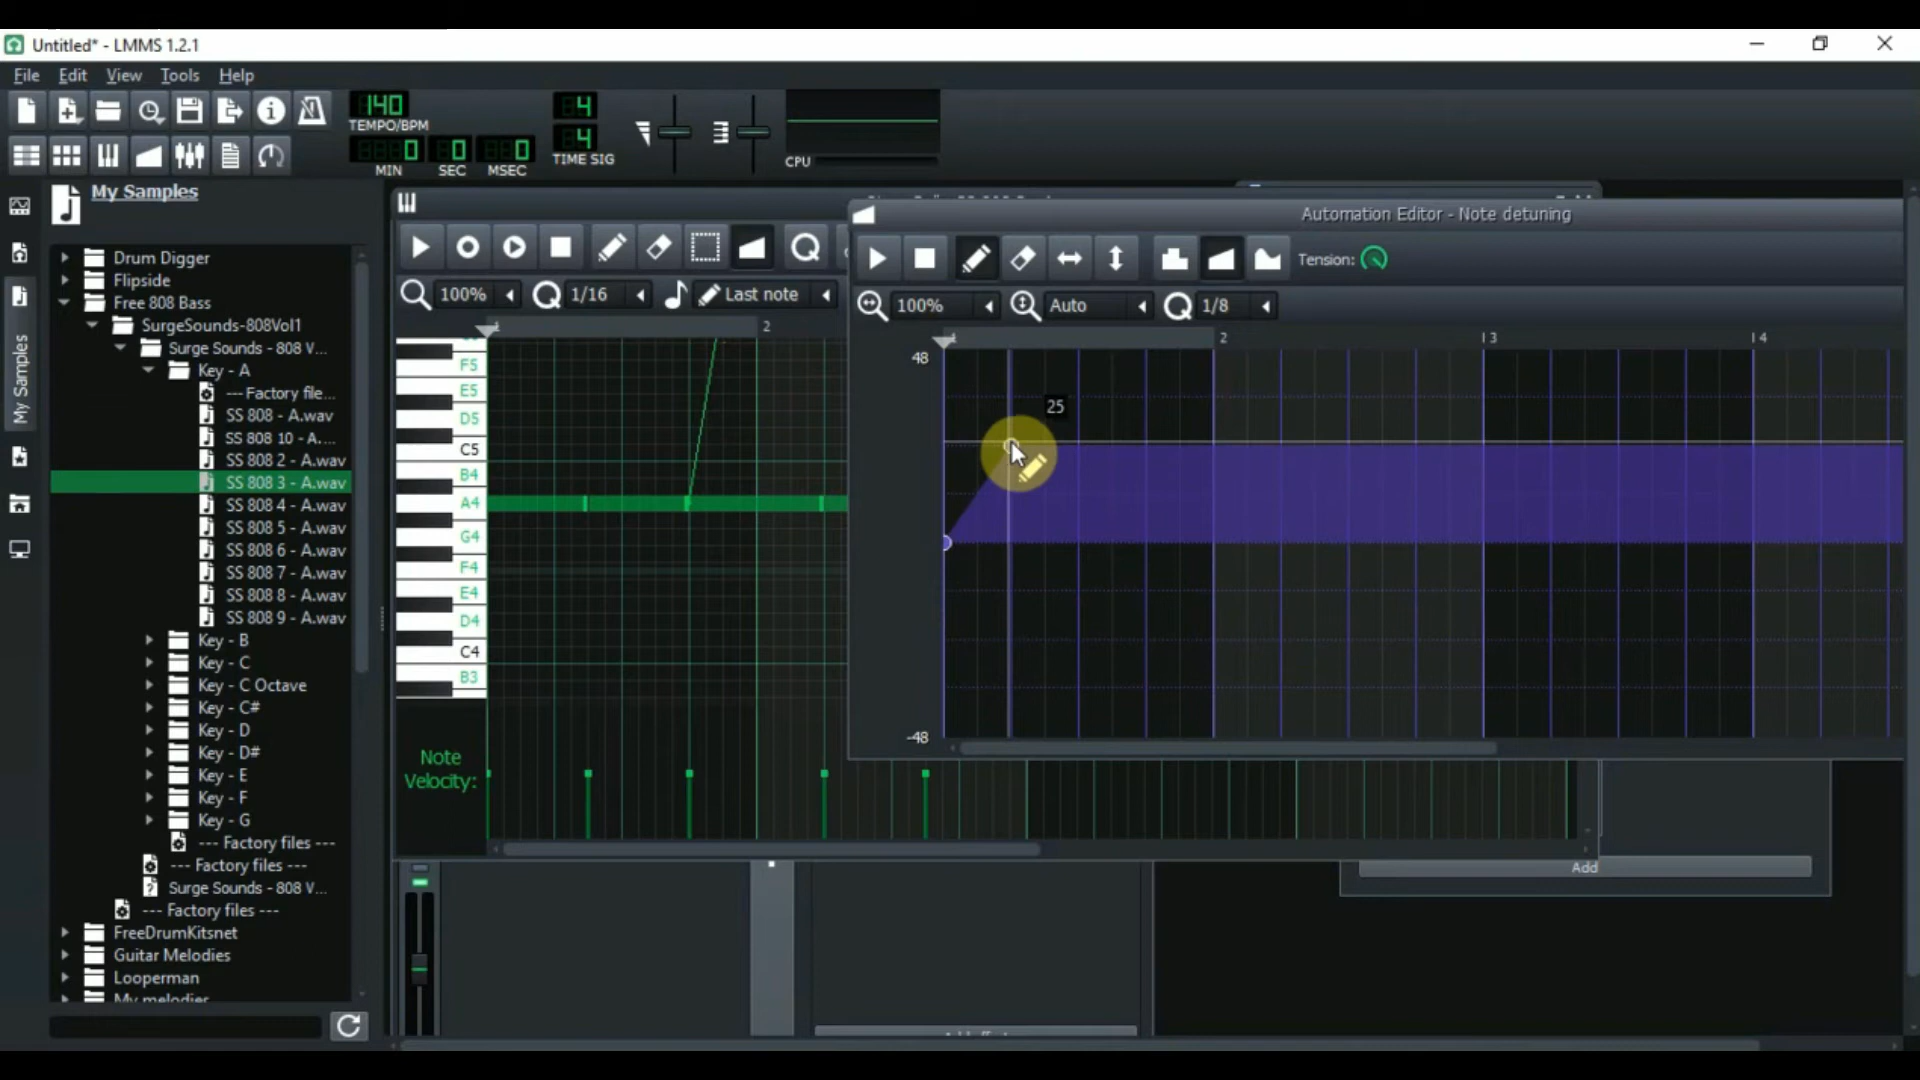 Untitled* - LMMS 1.2.1
File Edit View Tools Help
140
TEMPO/BPM
4
4
TIME SIG
0 0 0
MIN SEC MSEC
CPU
My Samples
My Samples
Drum Digger
Flipside
Free 808 Bass
SurgeSounds-808Vol1
Surge Sounds - 808 V...
Key - A
--- Factory file...
SS 808 - A.wav
SS 808 10 - A....
SS 808 2 - A.wav
SS 808 3 - A.wav
SS 808 4 - A.wav
SS 808 5 - A.wav
SS 808 6 - A.wav
SS 808 7 - A.wav
SS 808 8 - A.wav
SS 808 9 - A.wav
Key - B
Key - C
Key - C Octave
Key - C#
Key - D
Key - D#
Key - E
Key - F
Key - G
--- Factory files ---
--- Factory files ---
Surge Sounds - 808 V...
--- Factory files ---
FreeDrumKitsnet
Guitar Melodies
Looperman
My melodies
100% 1/16 Last note
2
F5
E5
D5
C5
B4
A4
G4
F4
E4
D4
C4
B3
Note
Velocity:
Automation Editor - Note detuning
Tension:
100% Auto 1/8
2 3 4
48
25
-48
Add